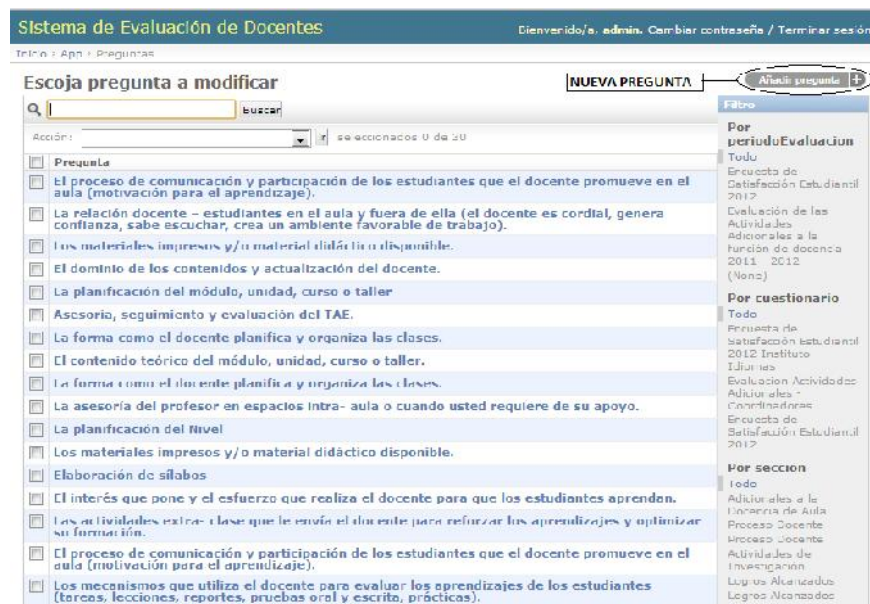 Sistema de Evaluación de Docentes
Bienvenido/a, admin. Cambiar contraseña / Terminar sesión
Inicio › App › Preguntas
Escoja pregunta a modificar
NUEVA PREGUNTA
Añadir pregunta +
Buscar
Acción:
Ir
seleccionados 0 de 30
Pregunta
El proceso de comunicación y participación de los estudiantes que el docente promueve en el
aula (motivación para el aprendizaje).
La relación docente – estudiantes en el aula y fuera de ella (el docente es cordial, genera
confianza, sabe escuchar, crea un ambiente favorable de trabajo).
Los materiales impresos y/o material didáctico disponible.
El dominio de los contenidos y actualización del docente.
La planificación del módulo, unidad, curso o taller
Asesoría, seguimiento y evaluación del TAE.
La forma como el docente planifica y organiza las clases.
El contenido teórico del módulo, unidad, curso o taller.
La forma como el docente planifica y organiza las clases.
La asesoría del profesor en espacios intra- aula o cuando usted requiere de su apoyo.
La planificación del Nivel
Los materiales impresos y/o material didáctico disponible.
Elaboración de sílabos
El interés que pone y el esfuerzo que realiza el docente para que los estudiantes aprendan.
Las actividades extra- clase que le envía el docente para reforzar los aprendizajes y optimizar
su formación.
El proceso de comunicación y participación de los estudiantes que el docente promueve en el
aula (motivación para el aprendizaje).
Los mecanismos que utiliza el docente para evaluar los aprendizajes de los estudiantes
(tareas, lecciones, reportes, pruebas oral y escrita, prácticas).
Filtro
Por
periodoEvaluacion
Todo
Encuesta de
Satisfacción Estudiantil
2012
Evaluación de las
Actividades
Adicionales a la
función de docencia
2011 - 2012
(None)
Por cuestionario
Todo
Encuesta de
Satisfacción Estudiantil
2012 Instituto
Idiomas
Evaluacion Actividades
Adicionales -
Coordinadores
Encuesta de
Satisfacción Estudiantil
2012
Por seccion
Todo
Adicionales a la
Docencia de Aula
Proceso Docente
Proceso Docente
Actividades de
Investigación
Logros Alcanzados
Logros Alcanzados